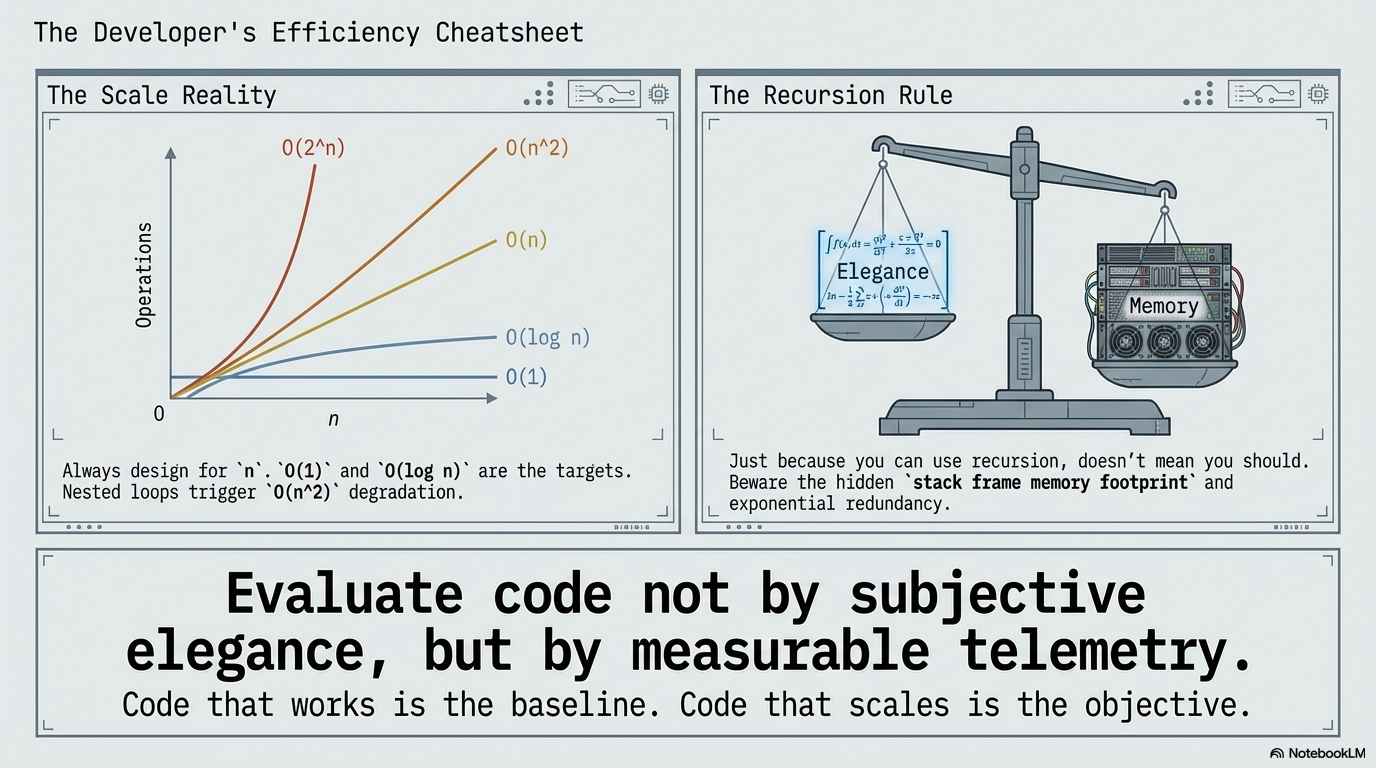 The Developer's Efficiency Cheatsheet
The Scale Reality
O(2^n)
O(n^2)
O(n)
O(log n)
O(1)
Operations
0
n
Always design for `n`. `O(1)` and `O(log n)` are the targets.
Nested loops trigger `O(n^2)` degradation.
The Recursion Rule
Elegance
Memory
Just because you can use recursion, doesn't mean you should.
Beware the hidden `stack frame memory footprint` and
exponential redundancy.
Evaluate code not by subjective
elegance, but by measurable telemetry.
Code that works is the baseline. Code that scales is the objective.
NotebookLM